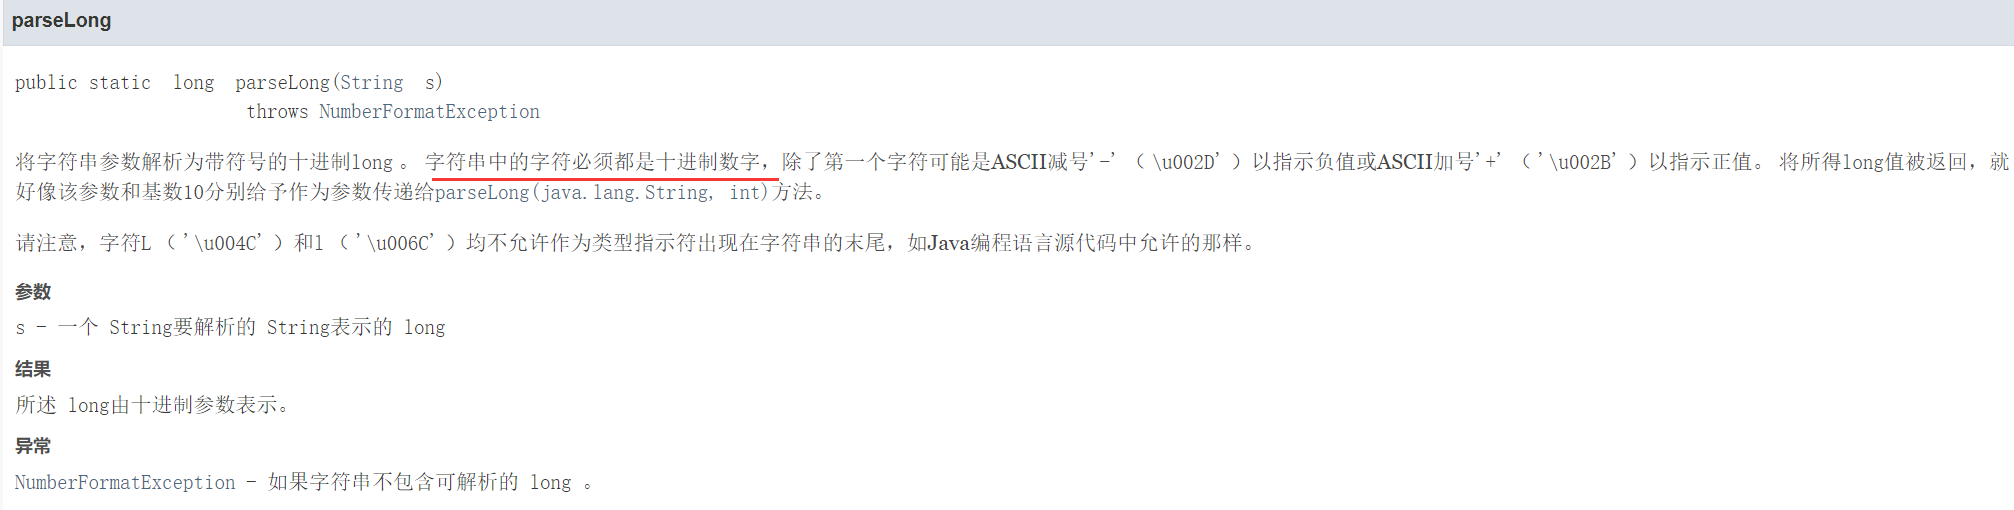 parseLong
public static long parseLong(String s)
throws NumberFormatException
将字符串参数解析为带符号的十进制long 。 字符串中的字符必须都是十进制数字，除了第一个字符可能是ASCII减号'-' （ \u002D' ）以指示负值或ASCII加号'+' （ '\u002B' ）以指示正值。 将所得long值被返回，就
好像该参数和基数10分别给予作为参数传递给parseLong(java.lang.String, int)方法。
请注意，字符L （ '\u004C' ）和l （ '\u006C' ）均不允许作为类型指示符出现在字符串的末尾，如Java编程语言源代码中允许的那样。
参数
s - 一个 String要解析的 String表示的 long
结果
所述 long由十进制参数表示。
异常
NumberFormatException - 如果字符串不包含可解析的 long 。